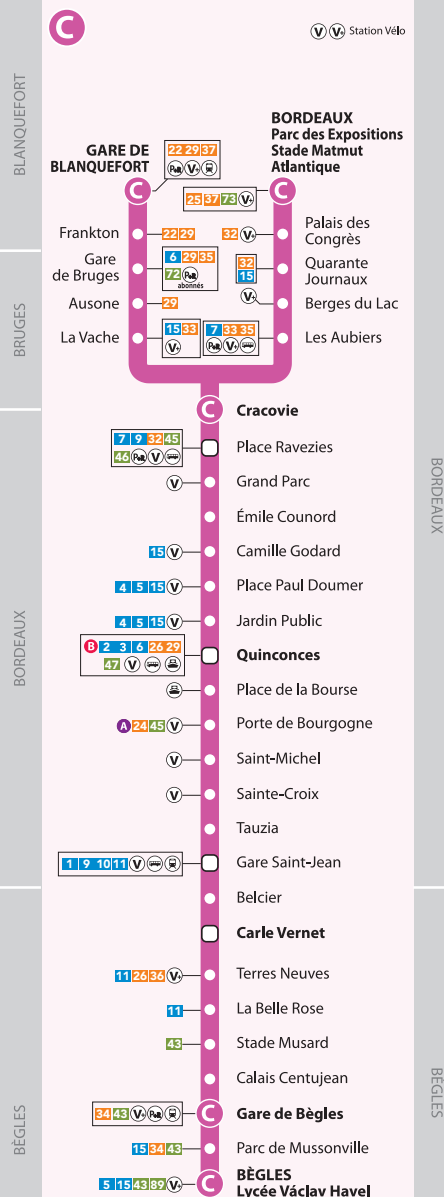 C
V V+ Station Vélo
BLANQUEFORT
GARE DE
BLANQUEFORT
22 29 37
P+R V+
BORDEAUX
Parc des Expositions
Stade Matmut
Atlantique
C
C
25 37 73 V+
Frankton
22 29
32 V+
Palais des
Congrès
Gare
de Bruges
6 29 35
72 P+R
abonnés
32
15
Quarante
Journaux
Ausone
29
V+
Berges du Lac
La Vache
15 33
V+
7 33 35
P+R V+
Les Aubiers
BRUGES
C
Cracovie
7 9 32 45
46 P+R V
Place Ravezies
V
Grand Parc
Émile Counord
15 V
Camille Godard
4 5 15 V
Place Paul Doumer
4 5 15 V
Jardin Public
B 2 3 6 26 29
47 V
Quinconces
Place de la Bourse
A 24 45 V
Porte de Bourgogne
V
Saint-Michel
V
Sainte-Croix
Tauzia
1 9 10 11 V
Gare Saint-Jean
Belcier
Carle Vernet
BORDEAUX
BORDEAUX
11 26 36 V+
Terres Neuves
11
La Belle Rose
43
Stade Musard
Calais Centujean
34 43 V+ P+R
C
Gare de Bègles
15 34 43
Parc de Mussonville
5 15 43 89 V+
C
BÈGLES
Lycée Václav Havel
BÈGLES
BÈGLES